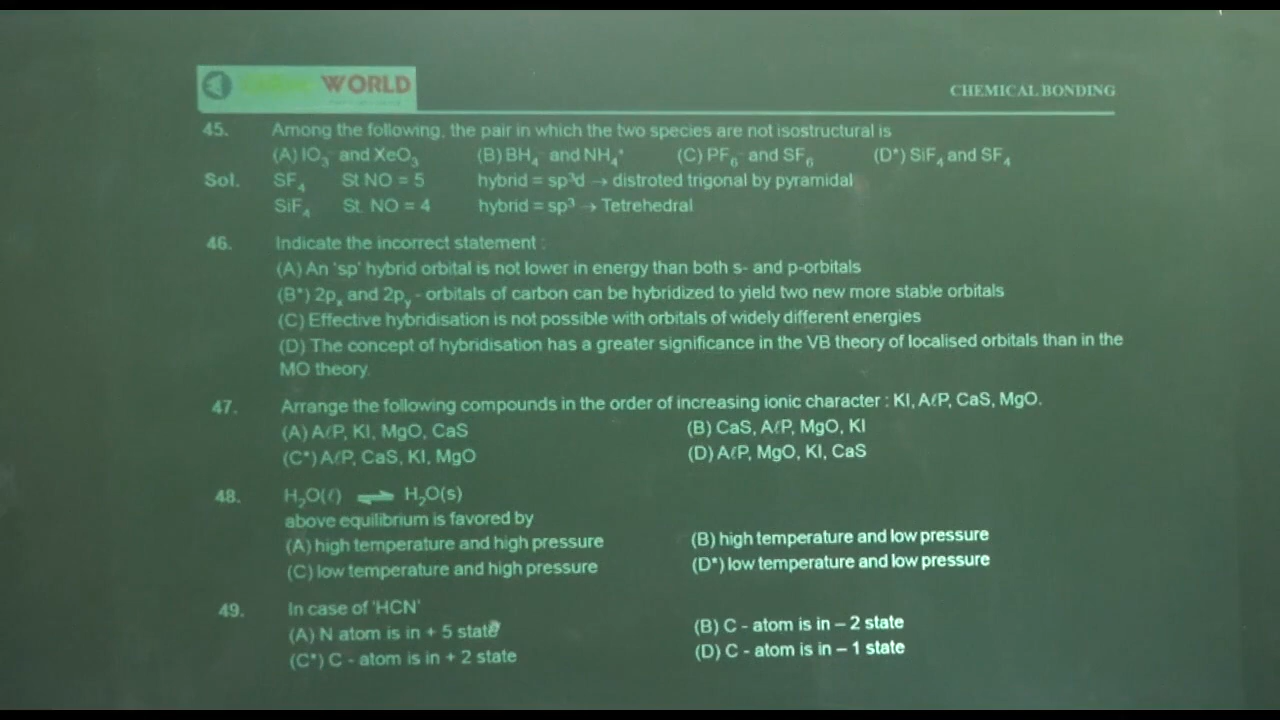 WORLD
CHEMICAL BONDING
45. Among the following, the pair in which the two species are not isostructural is
(A) IO₃⁻ and XeO₃ (B) BH₄⁻ and NH₄⁺ (C) PF₆⁻ and SF₆ (D*) SiF₄ and SF₄
Sol. SF₄ St NO = 5 hybrid = sp³d → distroted trigonal by pyramidal
SiF₄ St. NO = 4 hybrid = sp³ → Tetrehedral
46. Indicate the incorrect statement :
(A) An 'sp' hybrid orbital is not lower in energy than both s- and p-orbitals
(B*) 2pₓ and 2pᵧ - orbitals of carbon can be hybridized to yield two new more stable orbitals
(C) Effective hybridisation is not possible with orbitals of widely different energies
(D) The concept of hybridisation has a greater significance in the VB theory of localised orbitals than in the
MO theory.
47. Arrange the following compounds in the order of increasing ionic character : KI, AℓP, CaS, MgO.
(A) AℓP, KI, MgO, CaS (B) CaS, AℓP, MgO, KI
(C*) AℓP, CaS, KI, MgO (D) AℓP, MgO, KI, CaS
48. H₂O(ℓ) ⇌ H₂O(s)
above equilibrium is favored by
(A) high temperature and high pressure (B) high temperature and low pressure
(C) low temperature and high pressure (D*) low temperature and low pressure
49. In case of 'HCN'
(A) N atom is in + 5 state (B) C - atom is in – 2 state
(C*) C - atom is in + 2 state (D) C - atom is in – 1 state